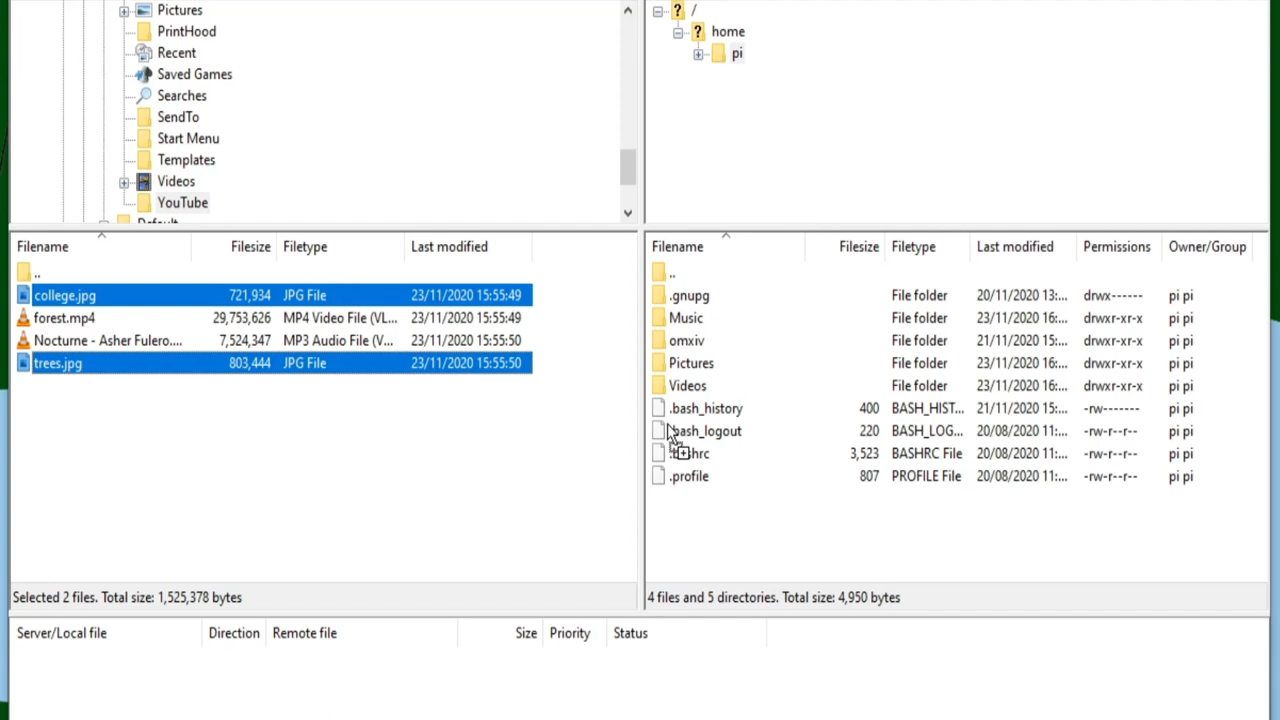 Pictures
PrintHood
Recent
Saved Games
Searches
SendTo
Start Menu
Templates
Videos
YouTube
Default
/
home
pi
Filename Filesize Filetype Last modified
..
college.jpg 721,934 JPG File 23/11/2020 15:55:49
forest.mp4 29,753,626 MP4 Video File (VL... 23/11/2020 15:55:49
Nocturne - Asher Fulero.... 7,524,347 MP3 Audio File (V... 23/11/2020 15:55:50
trees.jpg 803,444 JPG File 23/11/2020 15:55:50
Selected 2 files. Total size: 1,525,378 bytes
Filename Filesize Filetype Last modified Permissions Owner/Group
..
.gnupg File folder 20/11/2020 13:... drwx------ pi pi
Music File folder 23/11/2020 16:... drwxr-xr-x pi pi
omxiv File folder 21/11/2020 15:... drwxr-xr-x pi pi
Pictures File folder 23/11/2020 16:... drwxr-xr-x pi pi
Videos File folder 23/11/2020 16:... drwxr-xr-x pi pi
.bash_history 400 BASH_HIST... 21/11/2020 15:... -rw------- pi pi
.bash_logout 220 BASH_LOG... 20/08/2020 11:... -rw-r--r-- pi pi
.bashrc 3,523 BASHRC File 20/08/2020 11:... -rw-r--r-- pi pi
.profile 807 PROFILE File 20/08/2020 11:... -rw-r--r-- pi pi
4 files and 5 directories. Total size: 4,950 bytes
Server/Local file Direction Remote file Size Priority Status